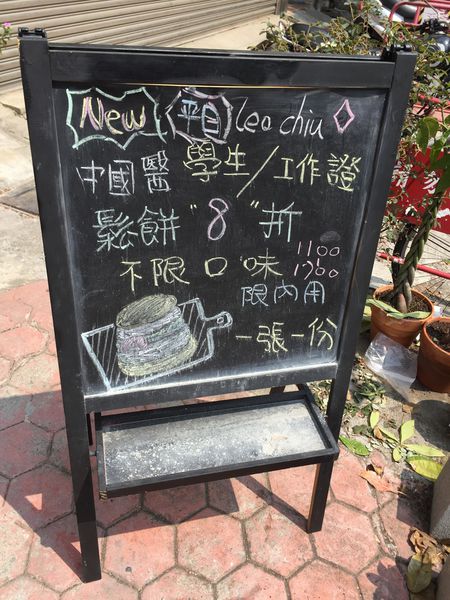 New 平日 Leo chiu
中國醫 學生/工作證
鬆餅"8"折
不限口味 1100
1700
限內用
一張一份